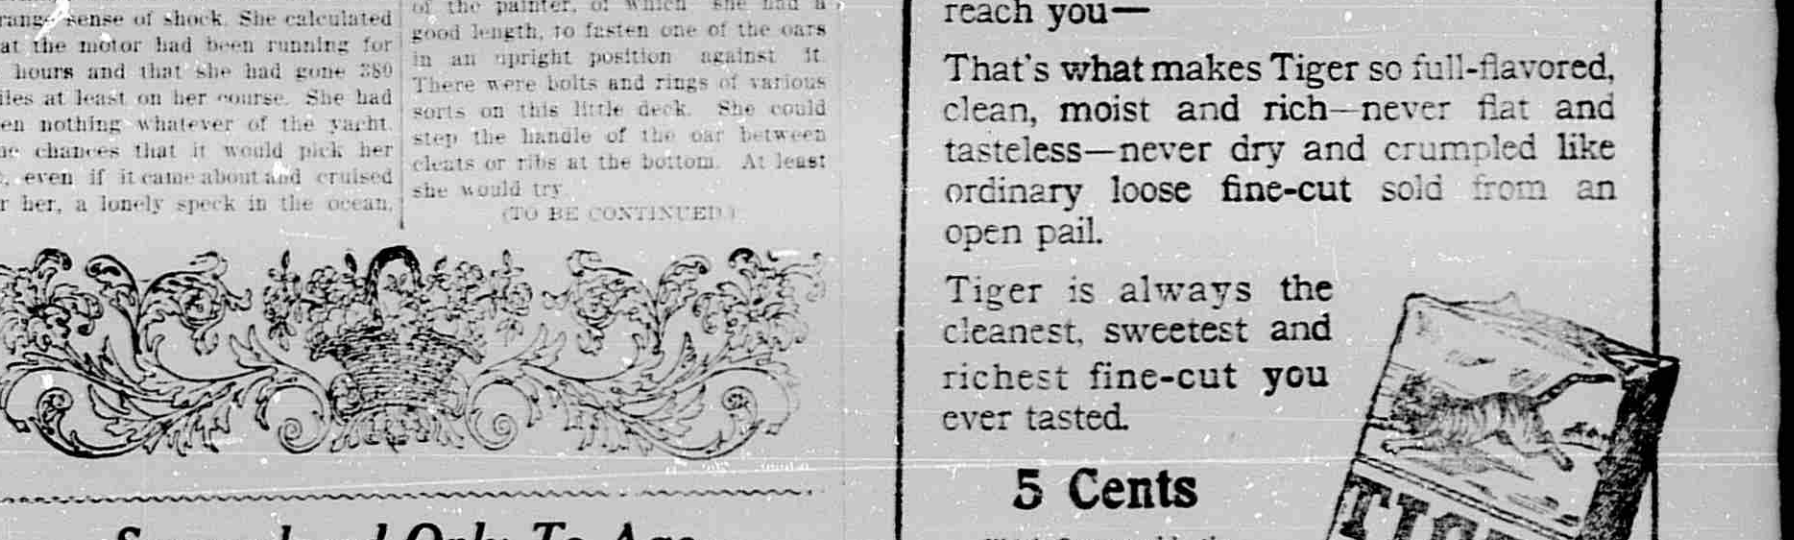 sense of shock. She calculated
at the motor had been running for
hours and that she had gone 380
iles at least on her course. She had
en nothing whatever of the yacht.
chances that it would pick her
even if it came about and cruised
r her, a lonely speck in the ocean,
of the painter, of which she had a
good length, to fasten one of the oars
in an upright position against it.
There were bolts and rings of various
sorts on this little deck. She could
step the handle of the oar between
cleats or ribs at the bottom. At least
she would try.
(TO BE CONTINUED.)
Only To Age
reach you—
That's what makes Tiger so full-flavored,
clean, moist and rich—never flat and
tasteless—never dry and crumpled like
ordinary loose fine-cut sold from an
open pail.
Tiger is always the
cleanest, sweetest and
richest fine-cut you
ever tasted.
5 Cents